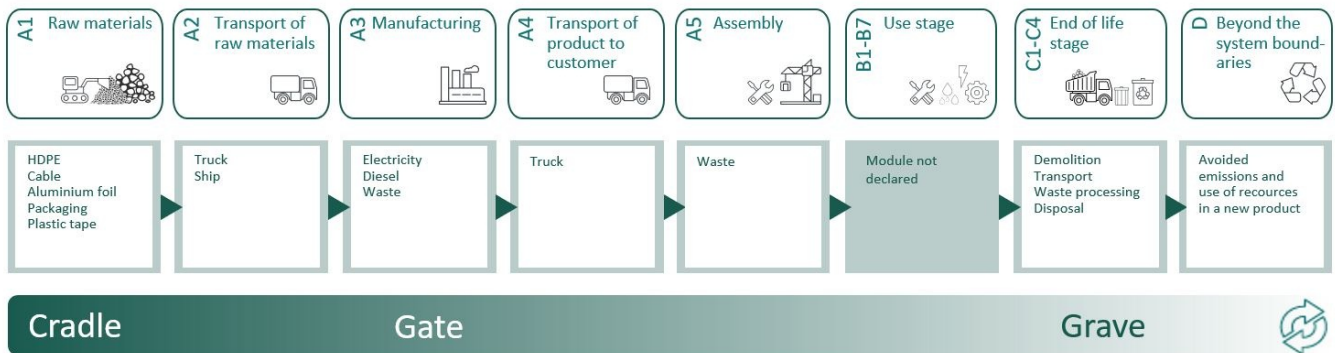 A1
Raw materials
A2
Transport of
raw materials
A3
Manufacturing
A4
Transport of
product to
customer
A5
Assembly
B1-B7
Use stage
C1-C4
End of life
stage
D
Beyond the
system bound-
aries
HDPE
Cable
Aluminium foil
Packaging
Plastic tape
Truck
Ship
Electricity
Diesel
Waste
Truck
Waste
Module not
declared
Demolition
Transport
Waste processing
Disposal
Avoided
emissions and
use of recources
in a new product
Cradle
Gate
Grave